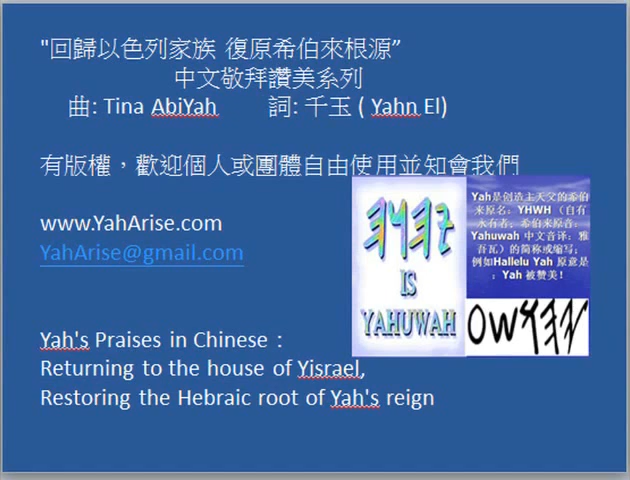 "回歸以色列家族 復原希伯來根源”
中文敬拜讚美系列
曲: Tina AbiYah 詞: 千玉 ( Yahn El)
有版權，歡迎個人或團體自由使用並知會我們
www.YahArise.com
YahArise@gmail.com
𐤉𐤄𐤅𐤄
IS
YAHUWAH
Yah是创造主天父的希伯
来原名：YHWH （自有
永有者；希伯来原音:
Yahuwah 中文音译：雅
吾瓦）的简称或缩写；
例如Hallelu Yah 原意是
：Yah 被赞美！
Yah's Praises in Chinese :
Returning to the house of Yisrael,
Restoring the Hebraic root of Yah's reign